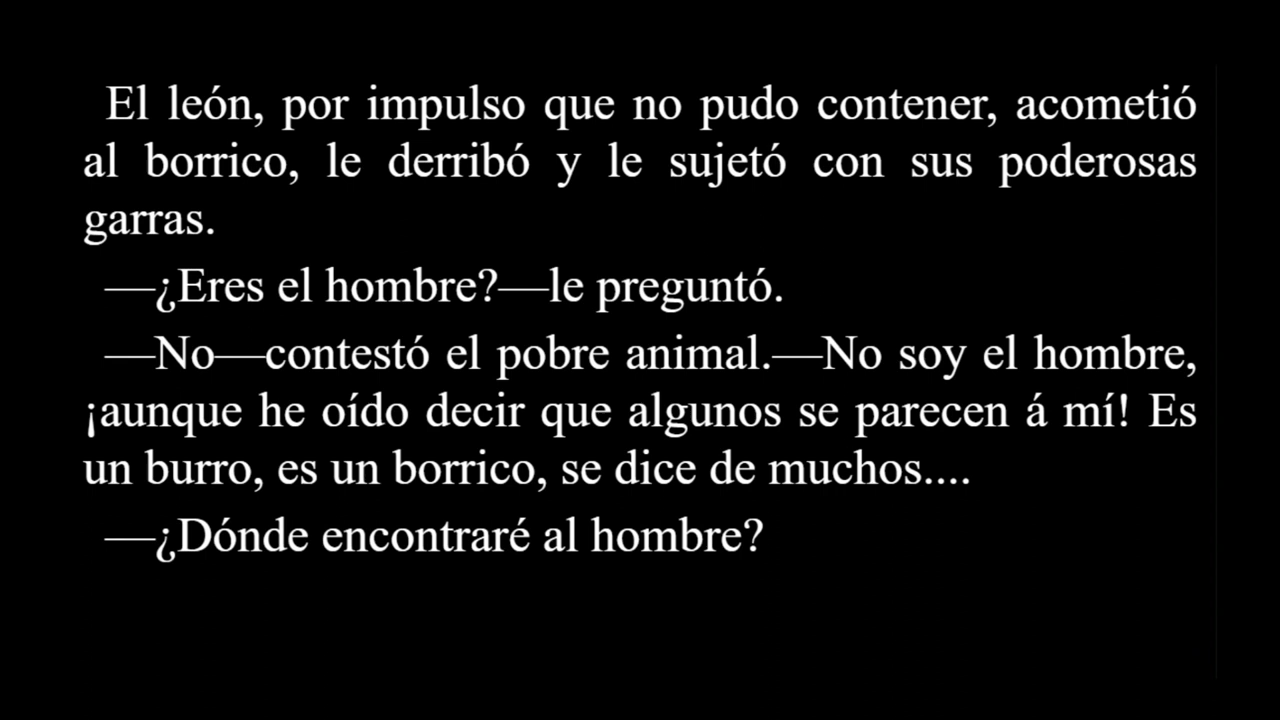 El león, por impulso que no pudo contener, acometió
al borrico, le derribó y le sujetó con sus poderosas
garras.
—¿Eres el hombre?—le preguntó.
—No—contestó el pobre animal.—No soy el hombre,
¡aunque he oído decir que algunos se parecen á mí! Es
un burro, es un borrico, se dice de muchos....
—¿Dónde encontraré al hombre?